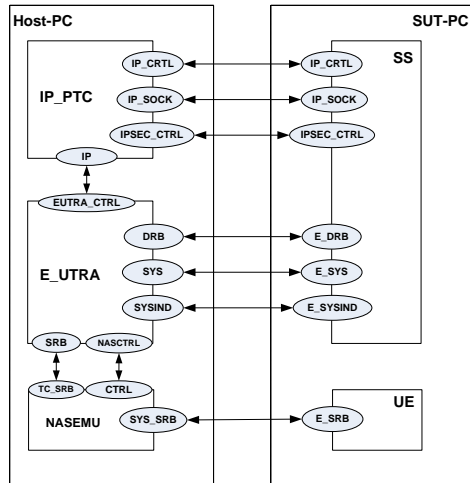 Host-PC
SUT-PC
IP_CRTL
IP_CRTL
SS
IP_PTC
IP_SOCK
IP_SOCK
IPSEC_CTRL
IPSEC_CTRL
IP
EUTRA_CTRL
DRB
E_DRB
E_UTRA
SYS
E_SYS
SYSIND
E_SYSIND
SRB
NASCTRL
TC_SRB
CTRL
UE
NASEMU
SYS_SRB
E_SRB